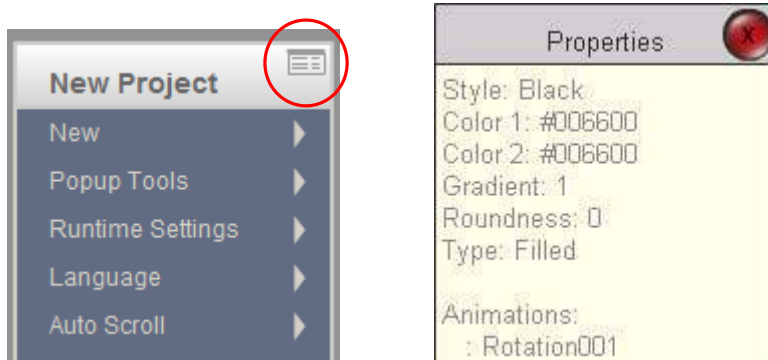 New Project
New
Popup Tools
Runtime Settings
Language
Auto Scroll
Properties
X
Style: Black
Color 1: #006600
Color 2: #006600
Gradient: 1
Roundness: 0
Type: Filled
Animations:
: Rotation001